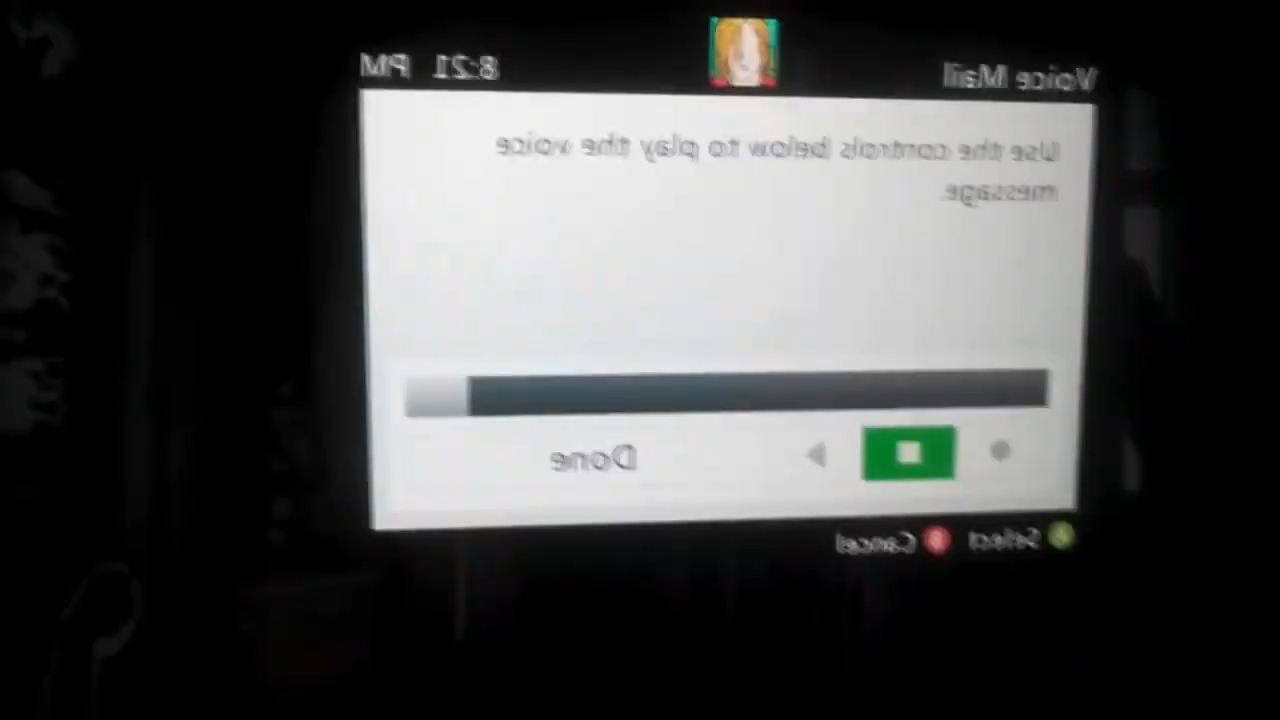 Voice Mail
8:21 PM
Use the controls below to play the voice
message.
Done
A Select B Cancel